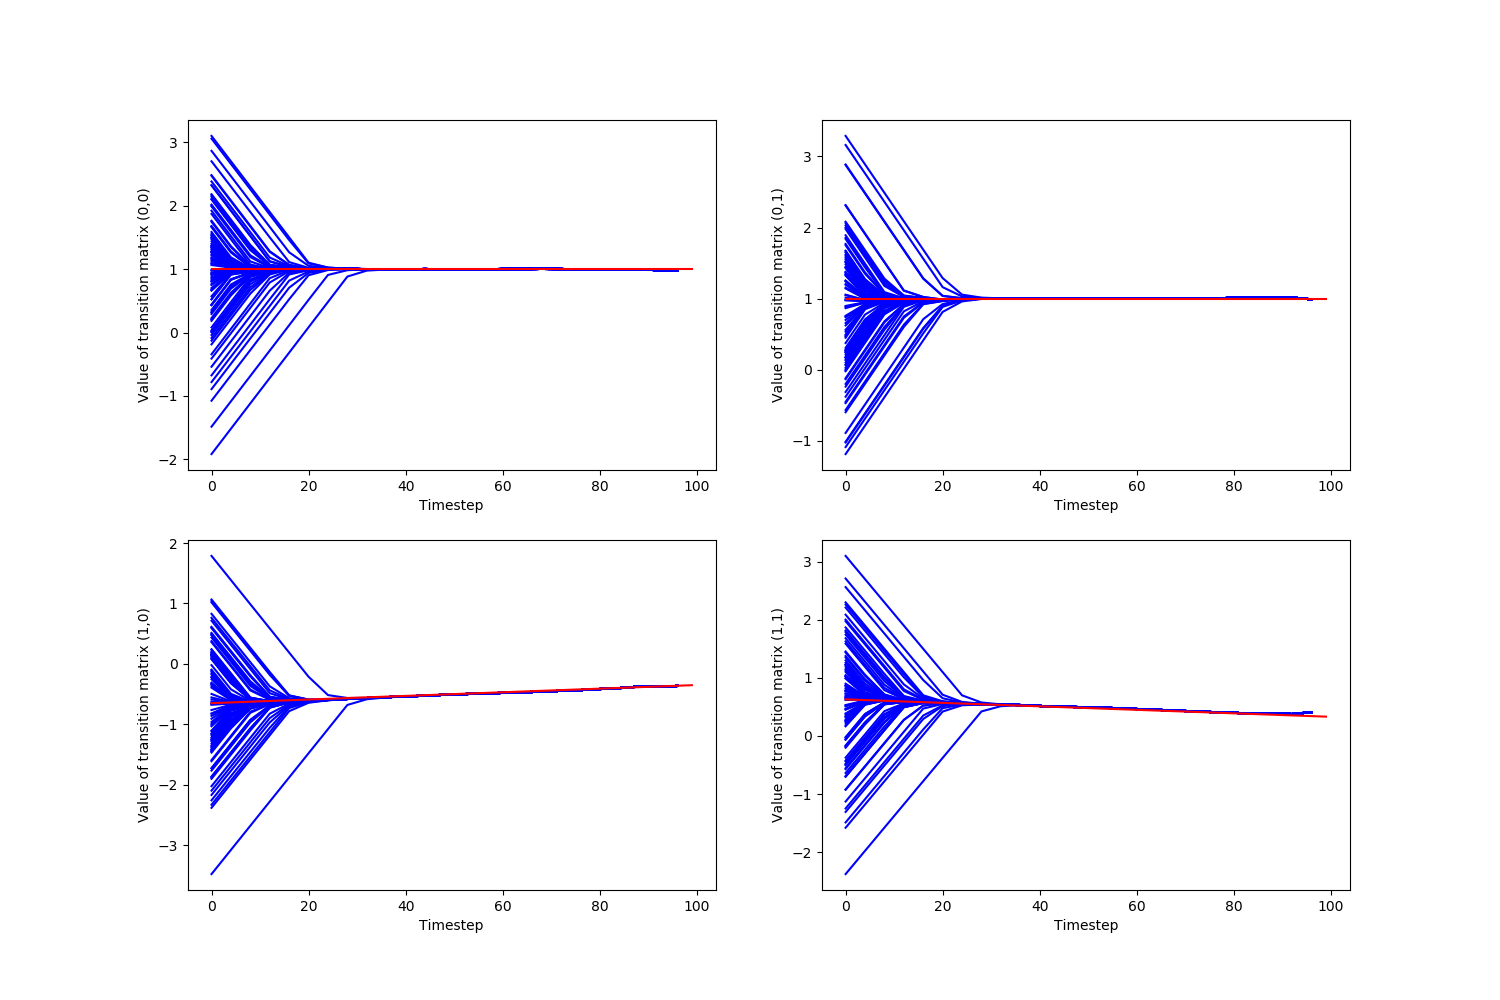 Value of transition matrix (0,0)
3
2
1
0
−1
−2
0 20 40 60 80 100
Timestep
Value of transition matrix (0,1)
3
2
1
0
−1
0 20 40 60 80 100
Timestep
Value of transition matrix (1,0)
2
1
0
−1
−2
−3
0 20 40 60 80 100
Timestep
Value of transition matrix (1,1)
3
2
1
0
−1
−2
0 20 40 60 80 100
Timestep